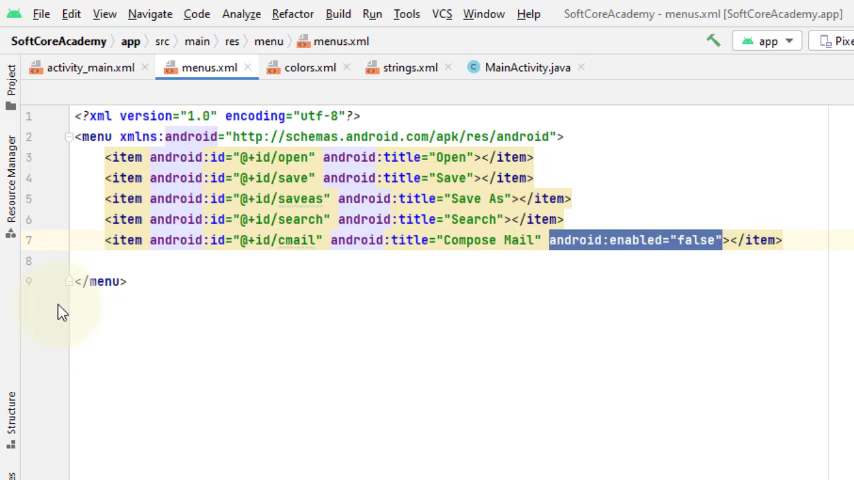 File Edit View Navigate Code Analyze Refactor Build Run Tools VCS Window Help SoftCoreAcademy - menus.xml [SoftCoreAcademy.app]
SoftCoreAcademy app src main res menu menus.xml app Pixe
activity_main.xml menus.xml colors.xml strings.xml MainActivity.java
Project
Resource Manager
Structure
1 <?xml version="1.0" encoding="utf-8"?>
2 <menu xmlns:android="http://schemas.android.com/apk/res/android">
3 <item android:id="@+id/open" android:title="Open"></item>
4 <item android:id="@+id/save" android:title="Save"></item>
5 <item android:id="@+id/saveas" android:title="Save As"></item>
6 <item android:id="@+id/search" android:title="Search"></item>
7 <item android:id="@+id/cmail" android:title="Compose Mail" android:enabled="false"></item>
8
9 </menu>